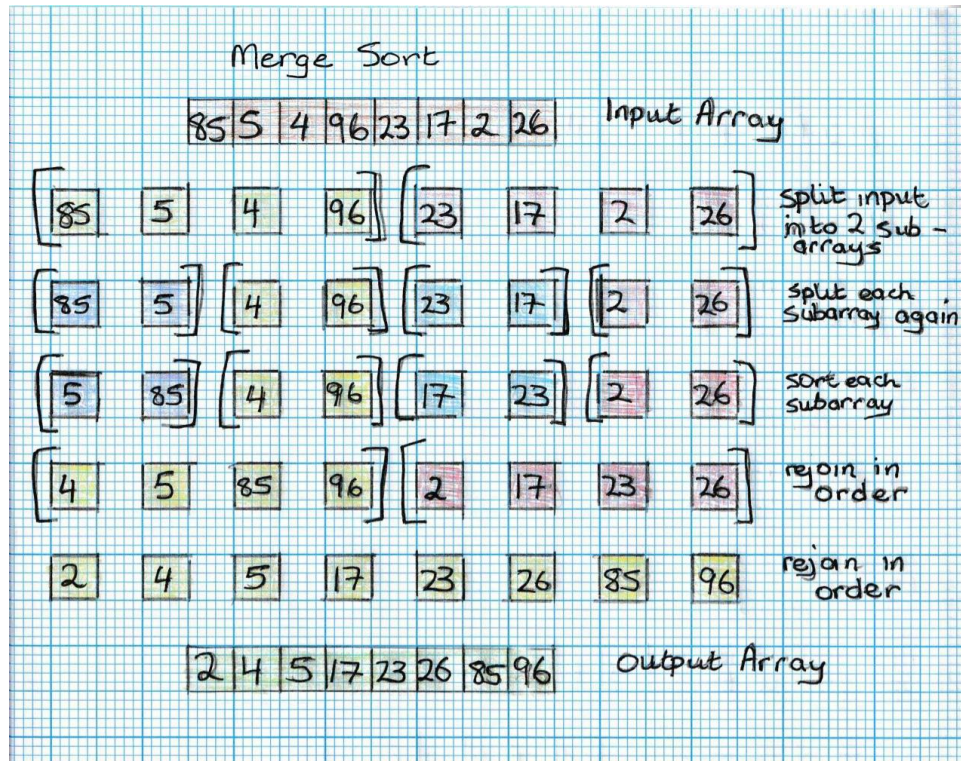 Merge Sort
85 5 4 96 23 17 2 26 Input Array
[85 5 4 96] [23 17 2 26] split input
into 2 sub-
arrays
[85 5] [4 96] [23 17] [2 26] split each
subarray again
[5 85] [4 96] [17 23] [2 26] sort each
subarray
[4 5 85 96] [2 17 23 26] rejoin in
order
2 4 5 17 23 26 85 96 rejoin in
order
2 4 5 17 23 26 85 96 output Array